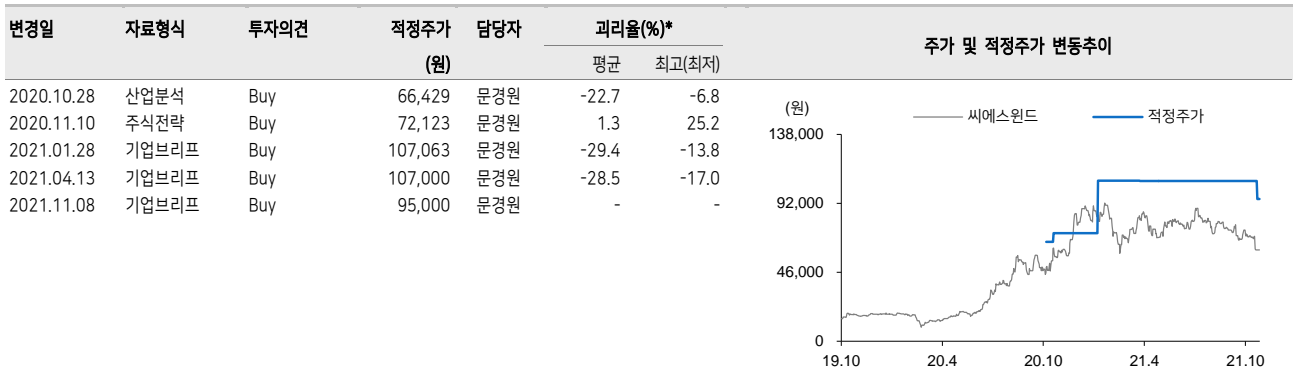 변경일 자료형식 투자의견 적정주가 담당자 괴리율(%)*
(원) 평균 최고(최저)
2020.10.28 산업분석 Buy 66,429 문경원 -22.7 -6.8
2020.11.10 주식전략 Buy 72,123 문경원 1.3 25.2
2021.01.28 기업브리프 Buy 107,063 문경원 -29.4 -13.8
2021.04.13 기업브리프 Buy 107,000 문경원 -28.5 -17.0
2021.11.08 기업브리프 Buy 95,000 문경원 - -
주가 및 적정주가 변동추이
(원) 씨에스윈드 적정주가
138,000
92,000
46,000
0
19.10 20.4 20.10 21.4 21.10